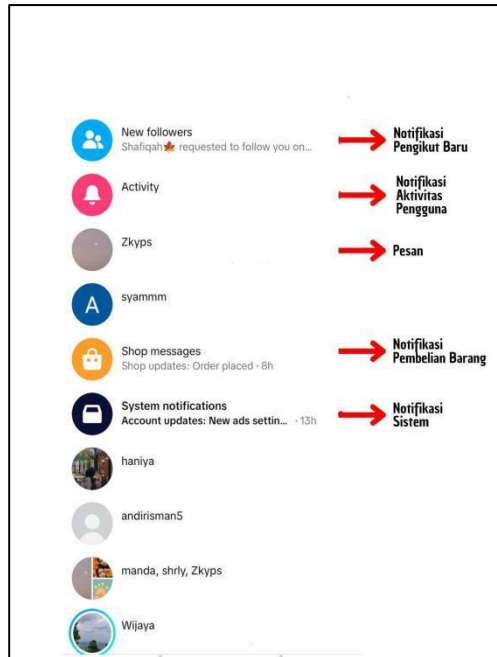 New followers
Shafiqah🍁 requested to follow you on...
Notifikasi
Pengikut Baru
Activity
Notifikasi
Aktivitas
Pengguna
Zkyps
Pesan
A
syammm
Shop messages
Shop updates: Order placed · 8h
Notifikasi
Pembelian Barang
System notifications
Account updates: New ads settin... · 13h
Notifikasi
Sistem
haniya
andirisman5
manda, shrly, Zkyps
Wijaya